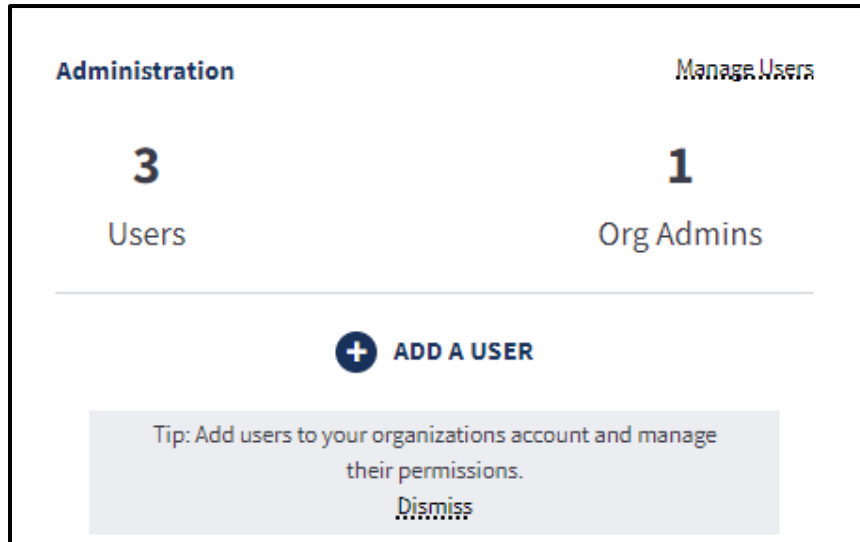 Administration
Manage Users
3
1
Users
Org Admins
ADD A USER
Tip: Add users to your organizations account and manage
their permissions.
Dismiss